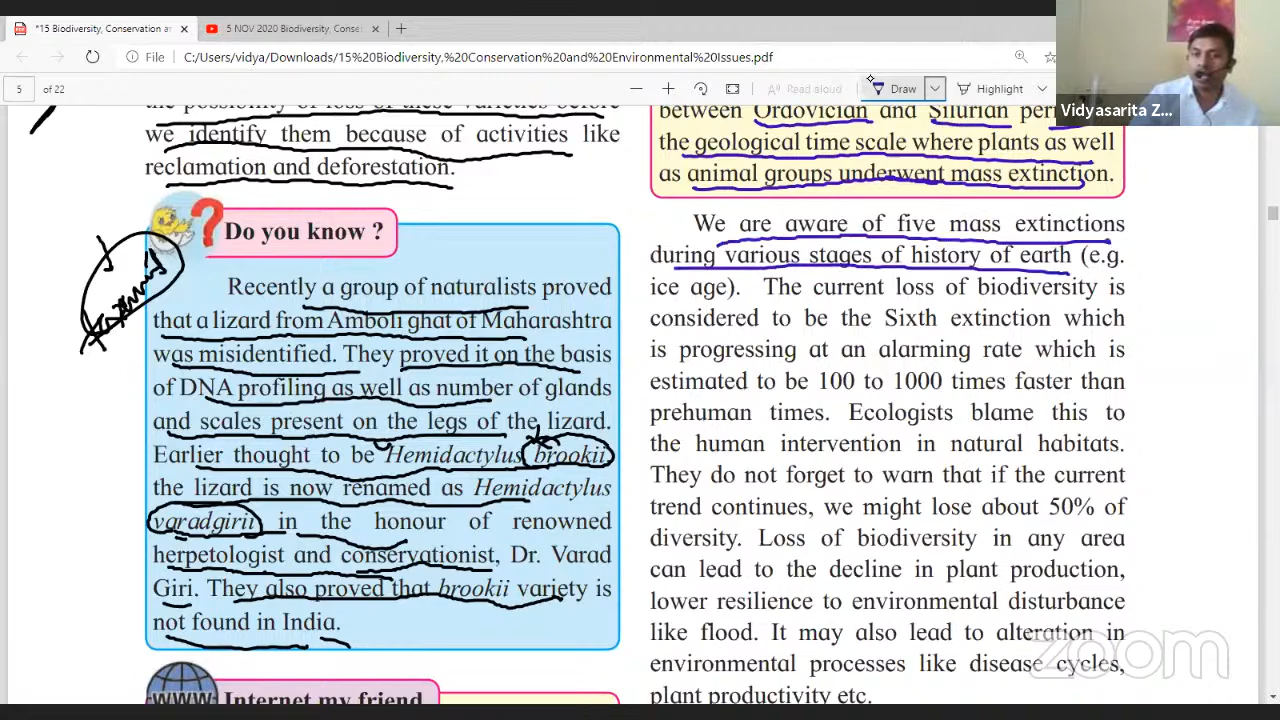 *15 Biodiversity, Conservation an
5 NOV 2020 Biodiversity, Conse
File C:/Users/vidya/Downloads/15%20Biodiversity,%20Conservation%20and%20Environmental%20Issues.pdf
5 of 22
Read aloud
Draw
Highlight
Vidyasarita Z...
the possibility of loss of these varieties before
we identify them because of activities like
reclamation and deforestation.
Do you know ?
Recently a group of naturalists proved
that a lizard from Amboli ghat of Maharashtra
was misidentified. They proved it on the basis
of DNA profiling as well as number of glands
and scales present on the legs of the lizard.
Earlier thought to be Hemidactylus brookii
the lizard is now renamed as Hemidactylus
varadgirii in the honour of renowned
herpetologist and conservationist, Dr. Varad
Giri. They also proved that brookii variety is
not found in India.
WWW
Internet my friend
between Ordovician and Silurian
the geological time scale where plants as well
as animal groups underwent mass extinction.
We are aware of five mass extinctions
during various stages of history of earth (e.g.
ice age). The current loss of biodiversity is
considered to be the Sixth extinction which
is progressing at an alarming rate which is
estimated to be 100 to 1000 times faster than
prehuman times. Ecologists blame this to
the human intervention in natural habitats.
They do not forget to warn that if the current
trend continues, we might lose about 50% of
diversity. Loss of biodiversity in any area
can lead to the decline in plant production,
lower resilience to environmental disturbance
like flood. It may also lead to alteration in
environmental processes like disease cycles,
plant productivity etc.
zoom